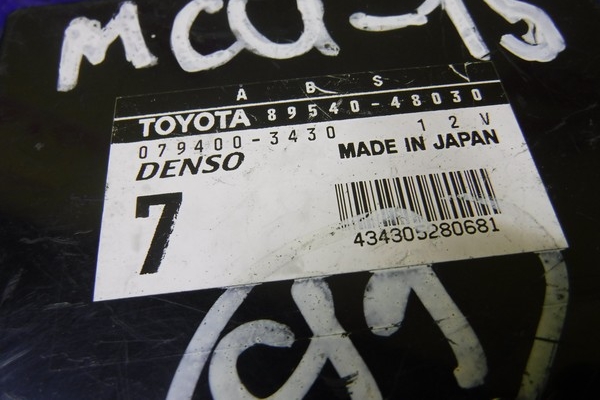 MCU-15
A B S
TOYOTA 89540-48030
079400-3430 12V
DENSO MADE IN JAPAN
7
434305280681